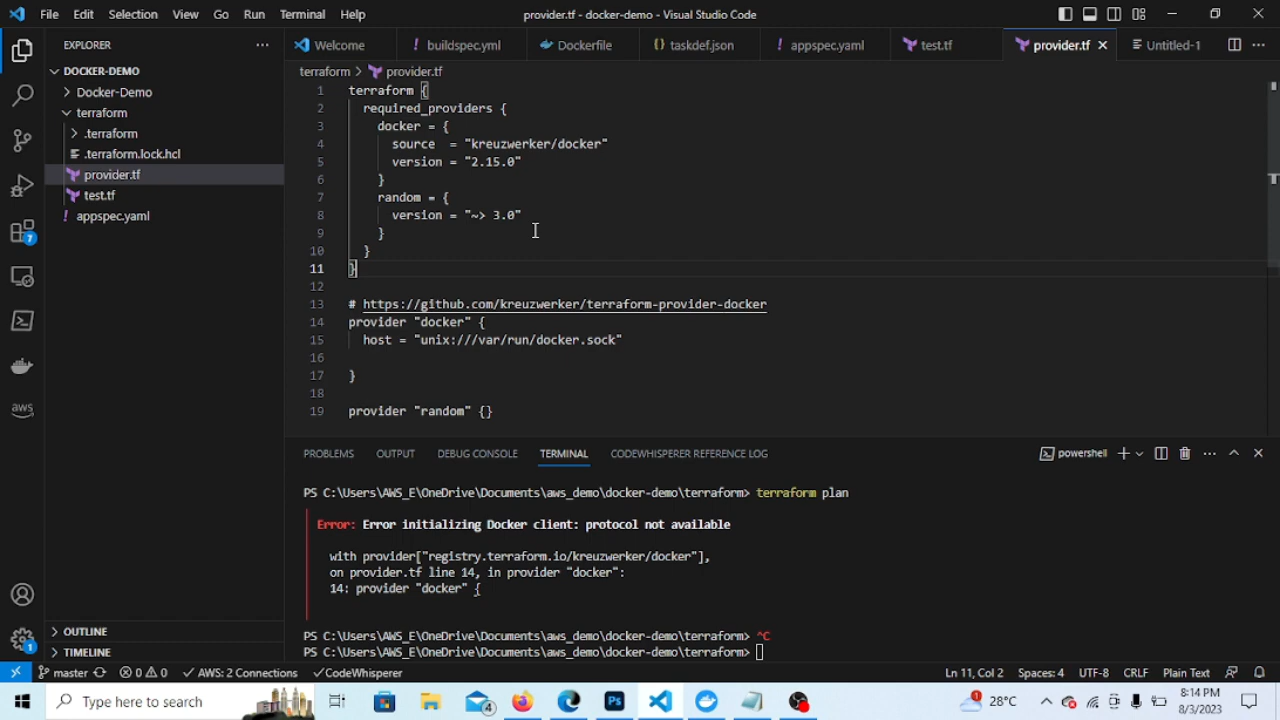 File Edit Selection View Go Run Terminal Help
provider.tf - docker-demo - Visual Studio Code
EXPLORER
Welcome
! buildspec.yml
Dockerfile
{} taskdef.json
! appspec.yaml
test.tf
provider.tf
Untitled-1
DOCKER-DEMO
Docker-Demo
terraform
.terraform
.terraform.lock.hcl
provider.tf
test.tf
! appspec.yaml
OUTLINE
TIMELINE
7
aws
1
terraform > provider.tf
1 terraform {
2 required_providers {
3 docker = {
4 source  = "kreuzwerker/docker"
5 version = "2.15.0"
6 }
7 random = {
8 version = "~> 3.0"
9 }
10 }
11 }
12
13 # https://github.com/kreuzwerker/terraform-provider-docker
14 provider "docker" {
15 host = "unix:///var/run/docker.sock"
16
17 }
18
19 provider "random" {}
PROBLEMS OUTPUT DEBUG CONSOLE TERMINAL CODEWHISPERER REFERENCE LOG
powershell
PS C:\Users\AWS_E\OneDrive\Documents\aws_demo\docker-demo\terraform> terraform plan
Error: Error initializing Docker client: protocol not available
with provider["registry.terraform.io/kreuzwerker/docker"],
on provider.tf line 14, in provider "docker":
14: provider "docker" {
PS C:\Users\AWS_E\OneDrive\Documents\aws_demo\docker-demo\terraform> ^C
PS C:\Users\AWS_E\OneDrive\Documents\aws_demo\docker-demo\terraform>
master 0 0 AWS: 2 Connections CodeWhisperer
Ln 11, Col 2 Spaces: 4 UTF-8 CRLF Plain Text
Type here to search
4
Ps
1
28°C
8:14 PM
8/3/2023